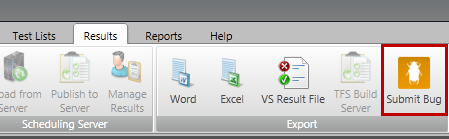 Test Lists Results Reports Help
oad from Publish to Manage Word Excel VS Result File TFS Build Submit Bug
Server Server Results Server
Scheduling Server Export